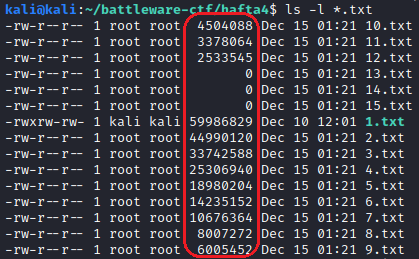 kali@kali:~/battleware-ctf/hafta4$ ls -l *.txt
-rw-r--r-- 1 root root  4504088 Dec 15 01:21 10.txt
-rw-r--r-- 1 root root  3378064 Dec 15 01:21 11.txt
-rw-r--r-- 1 root root  2533545 Dec 15 01:21 12.txt
-rw-r--r-- 1 root root        0 Dec 15 01:21 13.txt
-rw-r--r-- 1 root root        0 Dec 15 01:21 14.txt
-rw-r--r-- 1 root root        0 Dec 15 01:21 15.txt
-rwxrw-rw- 1 kali kali 59986829 Dec 10 12:01 1.txt
-rw-r--r-- 1 root root 44990120 Dec 15 01:21 2.txt
-rw-r--r-- 1 root root 33742588 Dec 15 01:21 3.txt
-rw-r--r-- 1 root root 25306940 Dec 15 01:21 4.txt
-rw-r--r-- 1 root root 18980204 Dec 15 01:21 5.txt
-rw-r--r-- 1 root root 14235152 Dec 15 01:21 6.txt
-rw-r--r-- 1 root root 10676364 Dec 15 01:21 7.txt
-rw-r--r-- 1 root root  8007272 Dec 15 01:21 8.txt
-rw-r--r-- 1 root root  6005452 Dec 15 01:21 9.txt